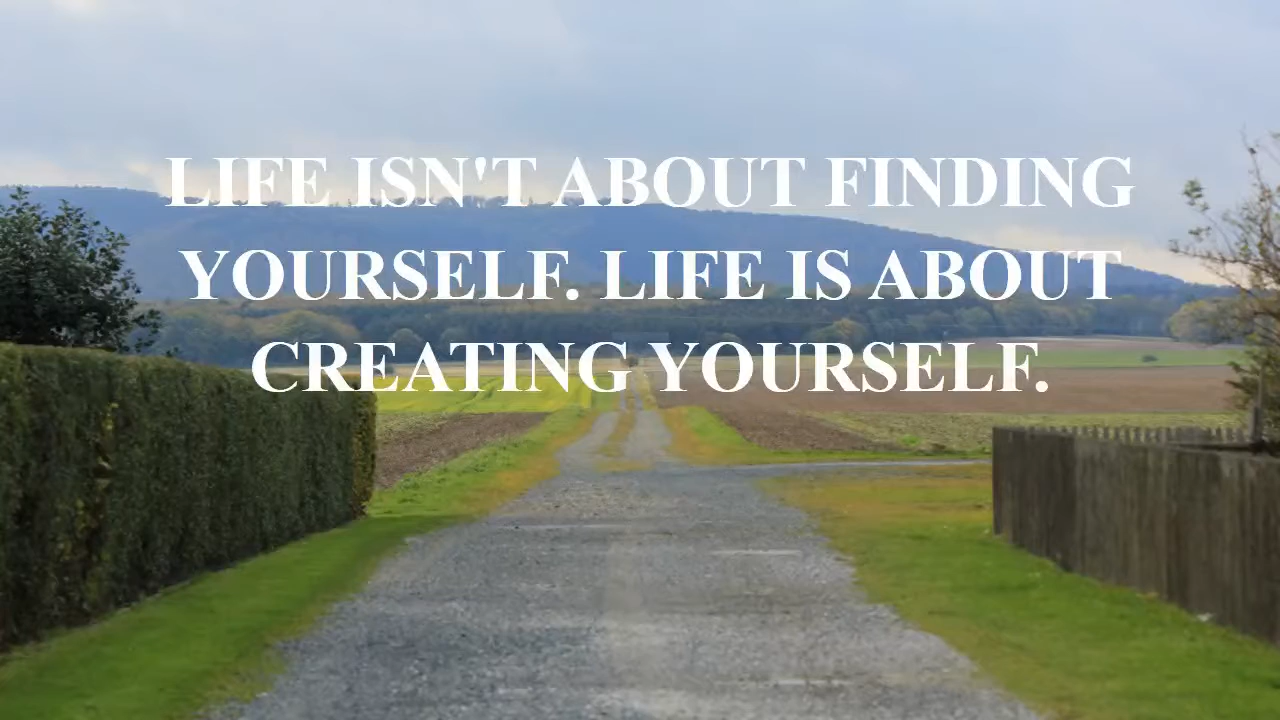 LIFE ISN'T ABOUT FINDING
YOURSELF. LIFE IS ABOUT
CREATING YOURSELF.